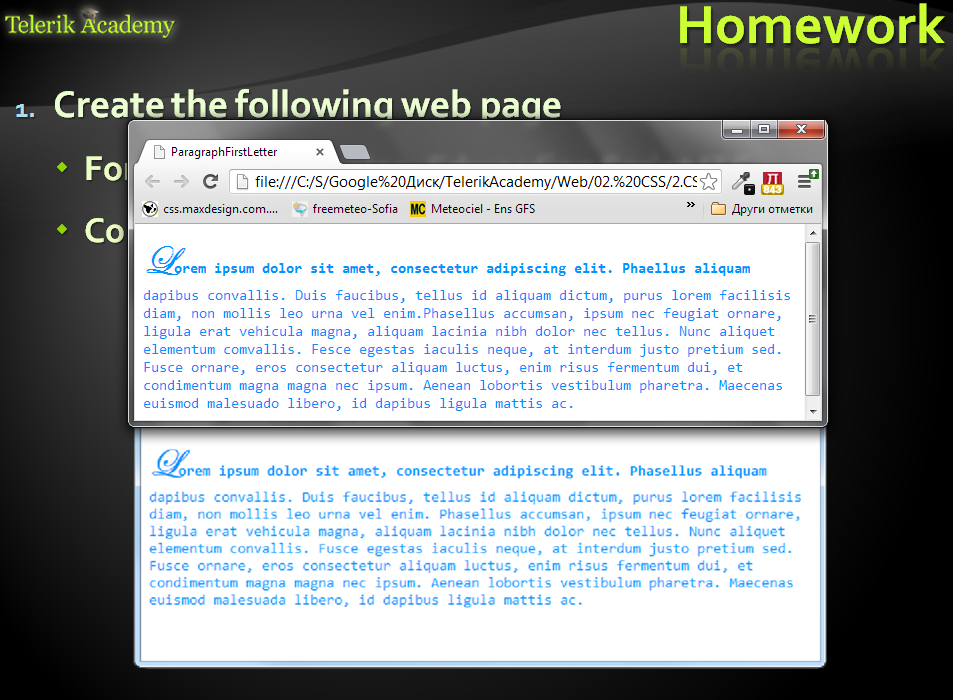 Telerik Academy
Homework
1. Create the following web page
ParagraphFirstLetter
For
file:///C:/S/Google%20Диск/TelerikAcademy/Web/02.%20CSS/2.CS
843
css.maxdesign.com....
freemeteo-Sofia
MC Meteociel - Ens GFS
»
Други отметки
Co
Lorem ipsum dolor sit amet, consectetur adipiscing elit. Phaellus aliquam
dapibus convallis. Duis faucibus, tellus id aliquam dictum, purus lorem facilisis
diam, non mollis leo urna vel enim.Phasellus accumsan, ipsum nec feugiat ornare,
ligula erat vehicula magna, aliquam lacinia nibh dolor nec tellus. Nunc aliquet
elementum comvallis. Fesce egestas iaculis neque, at interdum justo pretium sed.
Fusce ornare, eros consectetur aliquam luctus, enim risus fermentum dui, et
condimentum magna magna nec ipsum. Aenean lobortis vestibulum pharetra. Maecenas
euismod malesuado libero, id dapibus ligula mattis ac.
Lorem ipsum dolor sit amet, consectetur adipiscing elit. Phasellus aliquam
dapibus convallis. Duis faucibus, tellus id aliquam dictum, purus lorem facilisis
diam, non mollis leo urna vel enim. Phasellus accumsan, ipsum nec feugiat ornare,
ligula erat vehicula magna, aliquam lacinia nibh dolor nec tellus. Nunc aliquet
elementum convallis. Fusce egestas iaculis neque, at interdum justo pretium sed.
Fusce ornare, eros consectetur aliquam luctus, enim risus fermentum dui, et
condimentum magna magna nec ipsum. Aenean lobortis vestibulum pharetra. Maecenas
euismod malesuada libero, id dapibus ligula mattis ac.